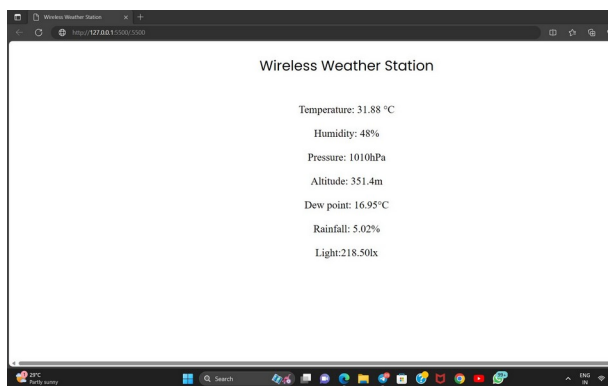 Wireless Weather Station
http://127.0.0.1:5500/:5500
Wireless Weather Station
Temperature: 31.88 °C
Humidity: 48%
Pressure: 1010hPa
Altitude: 351.4m
Dew point: 16.95°C
Rainfall: 5.02%
Light:218.50lx
29°C
Partly sunny
Search
99+
ENG
IN